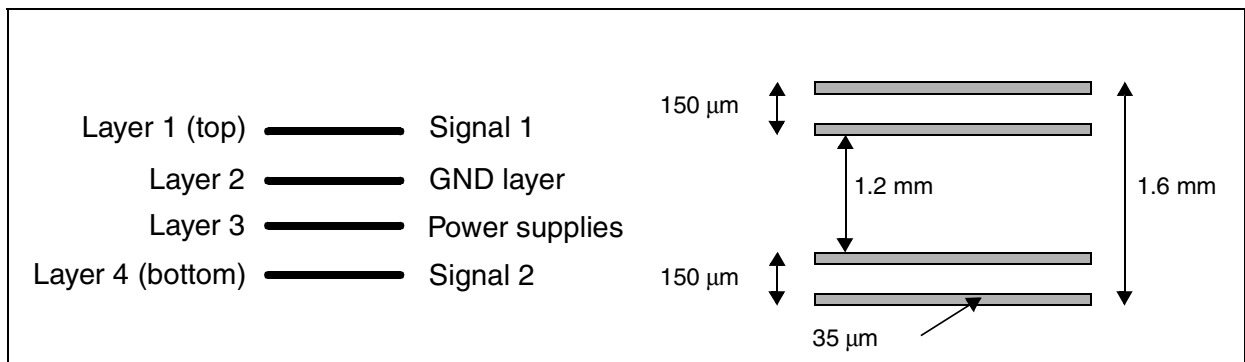 Layer 1 (top) Signal 1
Layer 2 GND layer
Layer 3 Power supplies
Layer 4 (bottom) Signal 2
150 μm
1.2 mm
1.6 mm
150 μm
35 μm